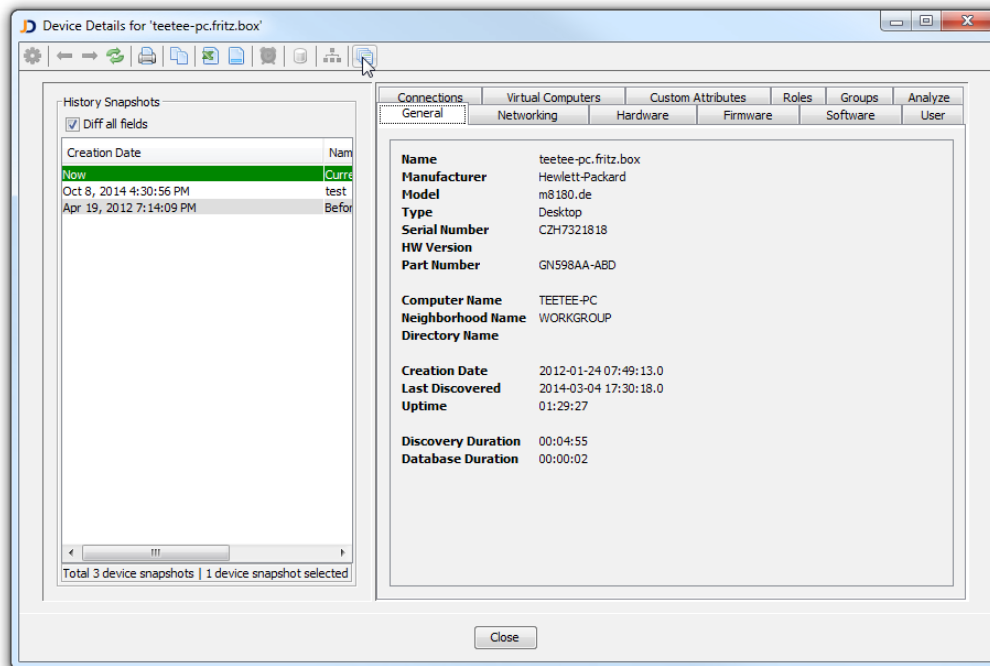 Device Details for 'teetee-pc.fritz.box'
History Snapshots
Diff all fields
Creation Date Nam
Now Curre
Oct 8, 2014 4:30:56 PM test
Apr 19, 2012 7:14:09 PM Befor
Total 3 device snapshots | 1 device snapshot selected
Connections Virtual Computers Custom Attributes Roles Groups Analyze
General Networking Hardware Firmware Software User
Name teetee-pc.fritz.box
Manufacturer Hewlett-Packard
Model m8180.de
Type Desktop
Serial Number CZH7321818
HW Version
Part Number GN598AA-ABD
Computer Name TEETEE-PC
Neighborhood Name WORKGROUP
Directory Name
Creation Date 2012-01-24 07:49:13.0
Last Discovered 2014-03-04 17:30:18.0
Uptime 01:29:27
Discovery Duration 00:04:55
Database Duration 00:00:02
Close